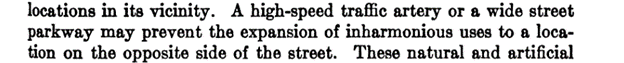 locations in its vicinity. A high-speed traffic artery or a wide street
parkway may prevent the expansion of inharmonious uses to a loca-
tion on the opposite side of the street. These natural and artificial